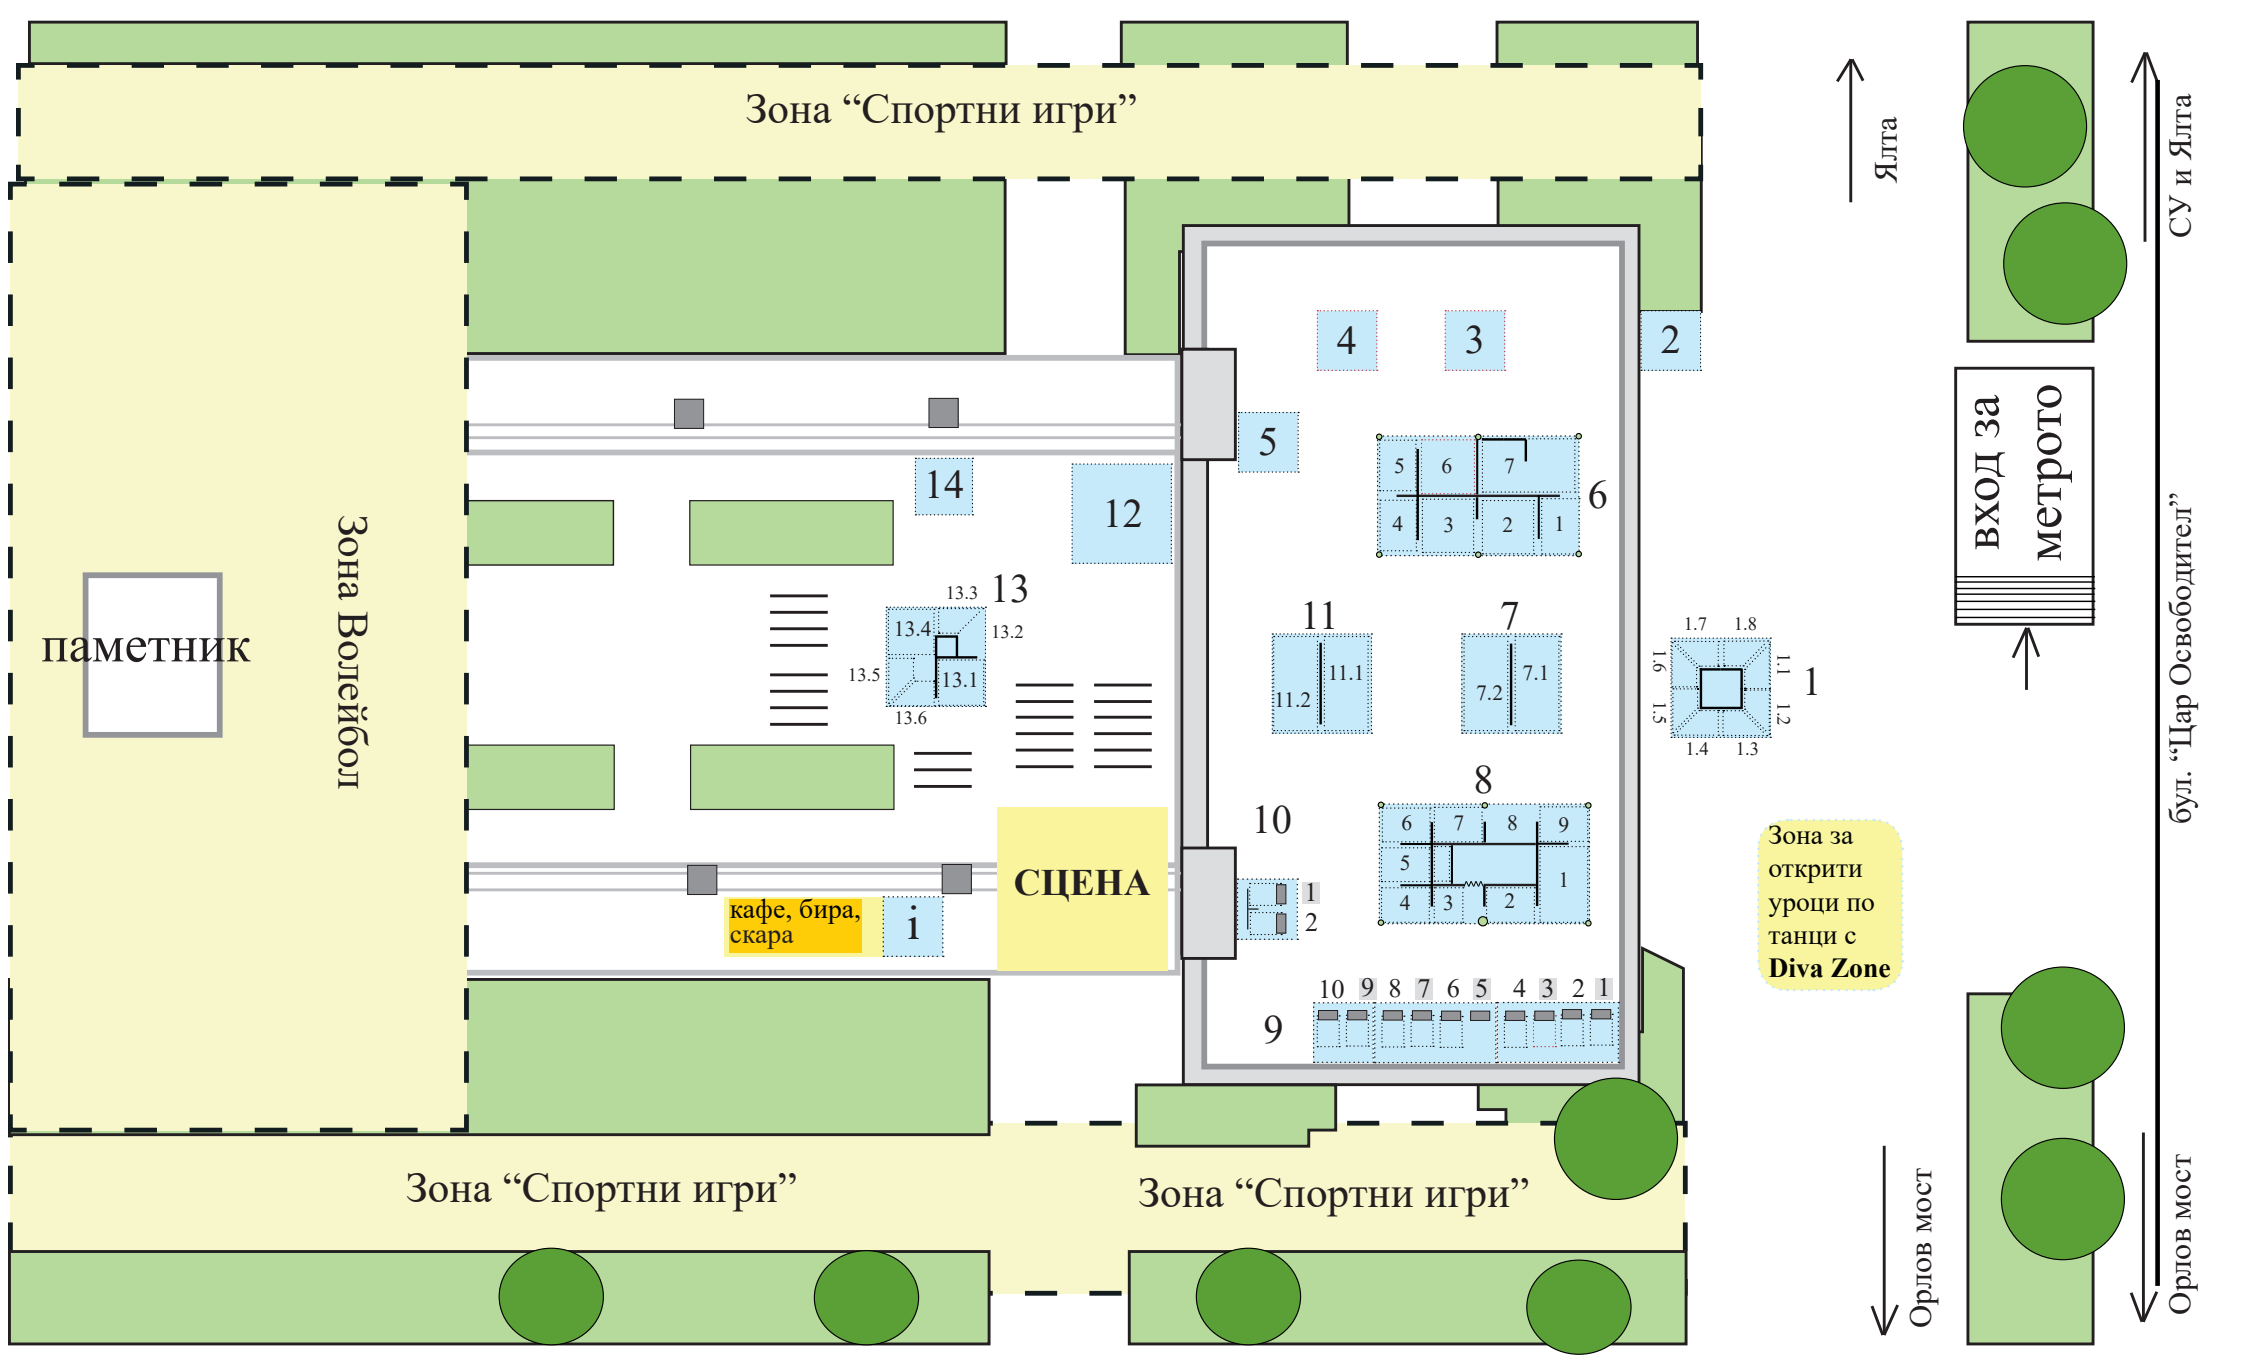 Зона “Спортни игри”
Ялта
СУ и Ялта
4
3
2
5
5
6
7
4
3
2
1
6
14
12
вход за
метрото
бул. “Цар Освободител”
Зона Волейбол
паметник
13
13.3
13.4
13.2
13.5
13.1
13.6
11
11.1
11.2
7
7.1
7.2
1.7
1.8
1.6
1.1
1
1.5
1.2
1.4
1.3
8
6
7
8
9
5
1
4
3
2
10
1
2
СЦЕНА
кафе, бира,
скара
i
Зона за
открити
уроци по
танци с
Diva Zone
10 9 8 7 6 5 4 3 2 1
9
Зона “Спортни игри”
Зона “Спортни игри”
Орлов мост
Орлов мост